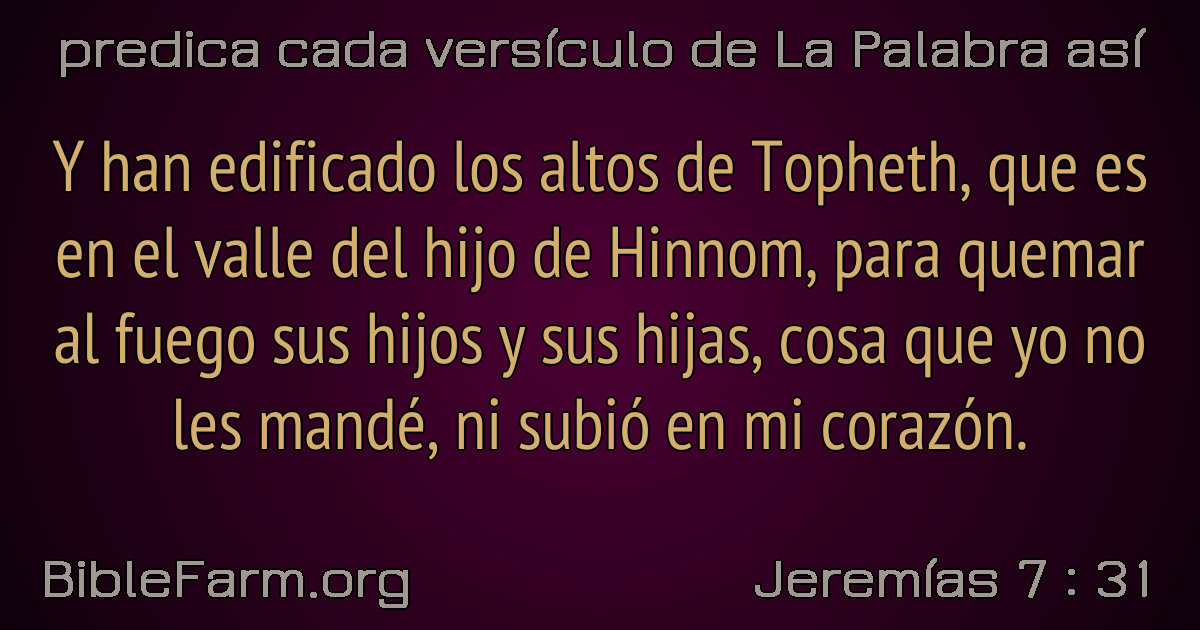 predica cada versículo de La Palabra así
Y han edificado los altos de Topheth, que es
en el valle del hijo de Hinnom, para quemar
al fuego sus hijos y sus hijas, cosa que yo no
les mandé, ni subió en mi corazón.
BibleFarm.org
Jeremías 7 : 31